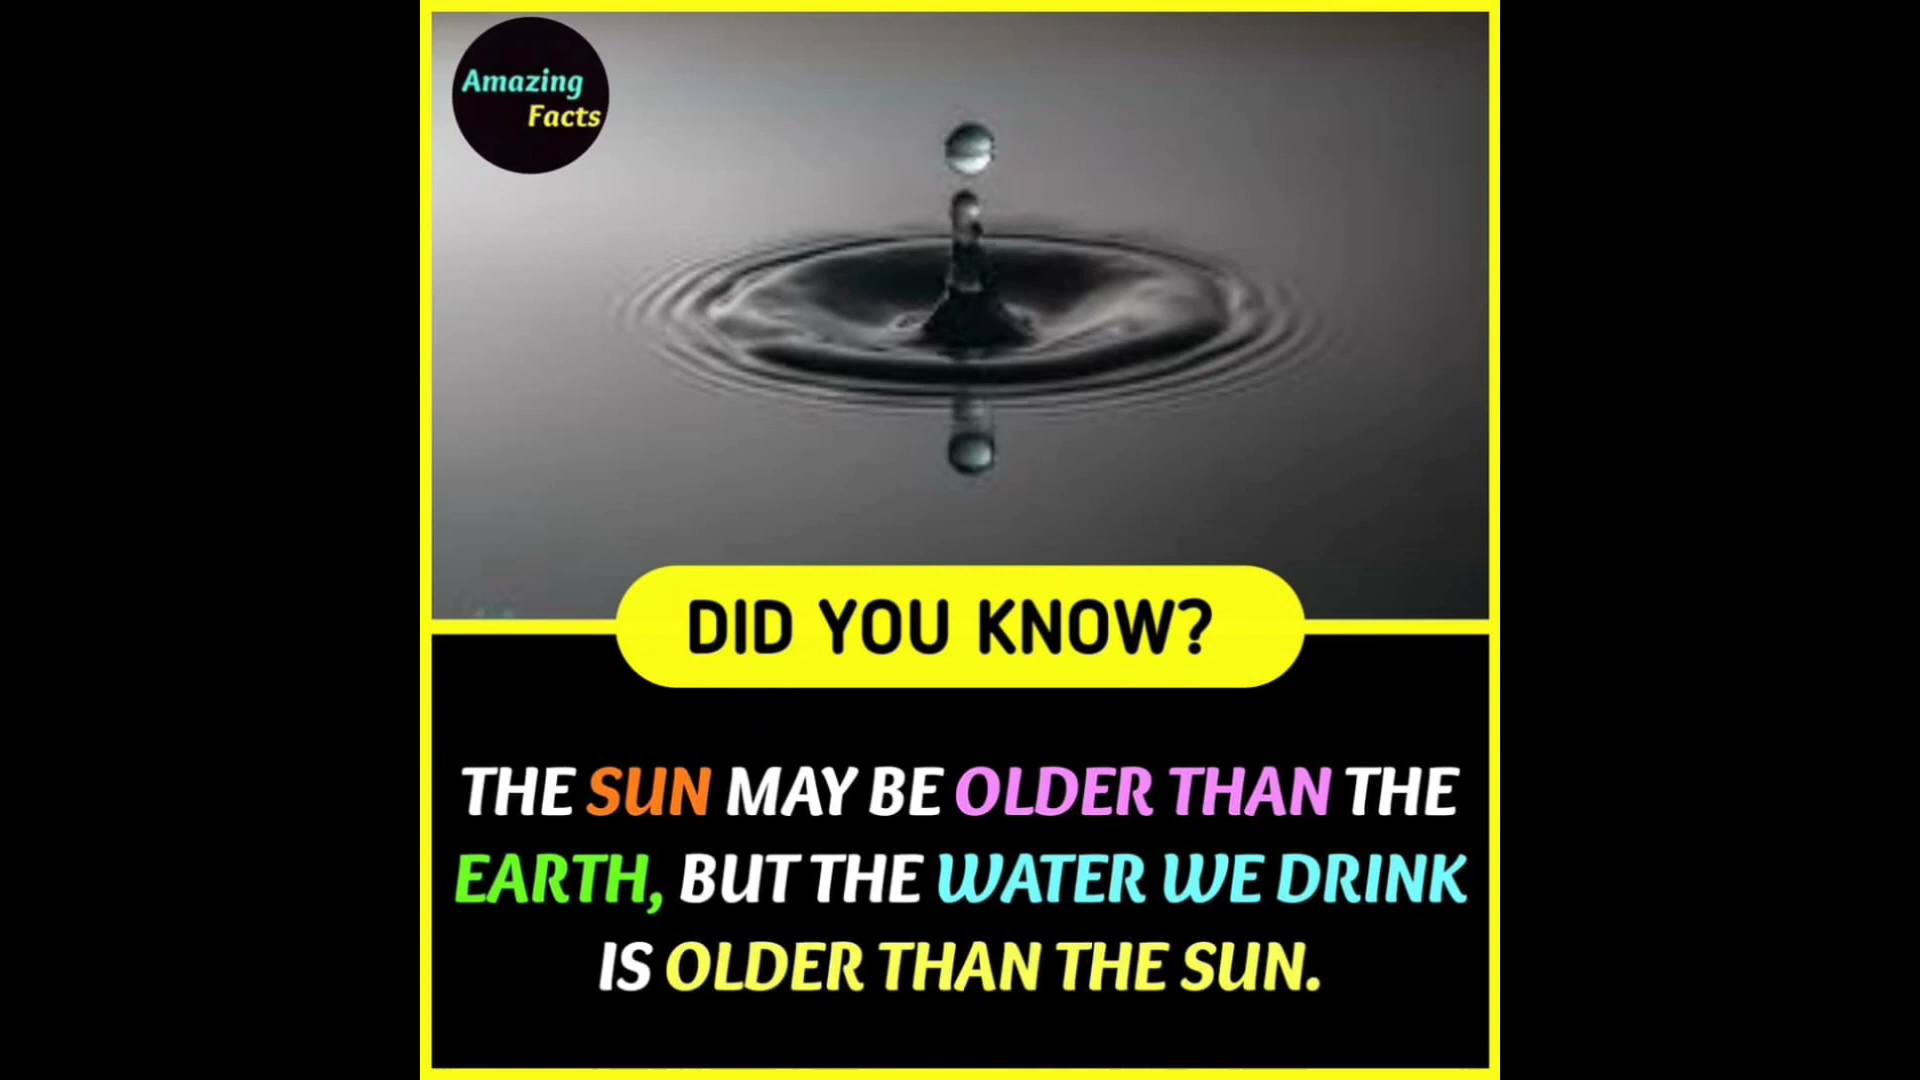 Amazing
Facts
DID YOU KNOW?
THE SUN MAY BE OLDER THAN THE
EARTH, BUT THE WATER WE DRINK
IS OLDER THAN THE SUN.